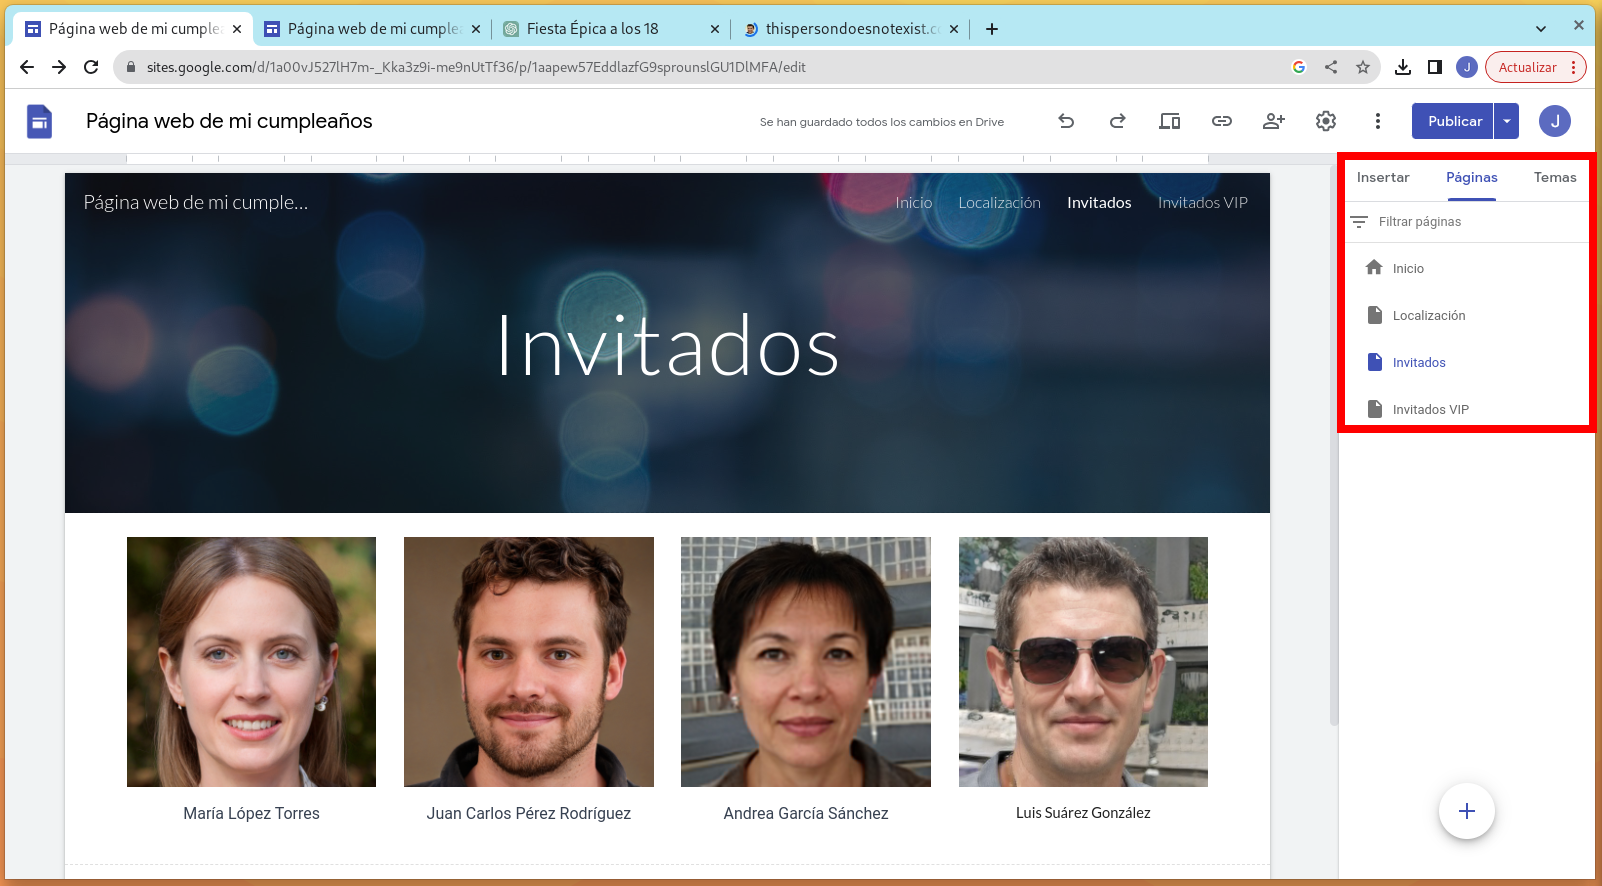 Página web de mi cumple
Página web de mi cumple
Fiesta Épica a los 18
thispersondoesnotexist.c
sites.google.com/d/1a00vJ527lH7m-_Kka3z9i-me9nUtTf36/p/1aapew57EddlazfG9sprounslGU1DlMFA/edit
J
Actualizar
Página web de mi cumpleaños
Se han guardado todos los cambios en Drive
Publicar
J
Insertar Páginas Temas
Página web de mi cumple...
Inicio Localización Invitados Invitados VIP
Filtrar páginas
Inicio
Localización
Invitados
Invitados VIP
Invitados
María López Torres
Juan Carlos Pérez Rodríguez
Andrea García Sánchez
Luis Suárez González